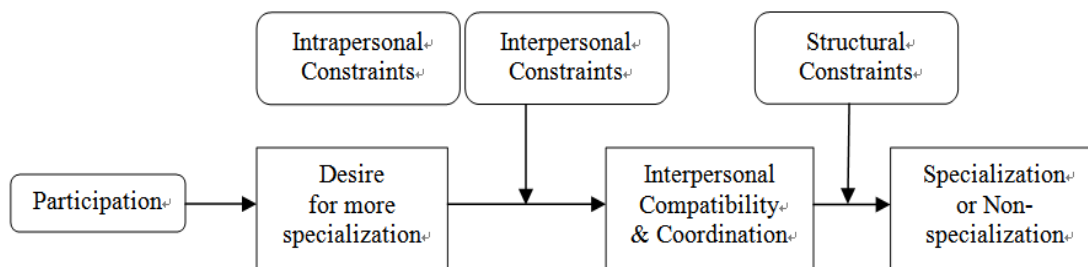 Intrapersonal
Constraints
Interpersonal
Constraints
Structural
Constraints
Participation
Desire
for more
specialization
Interpersonal
Compatibility
& Coordination
Specialization
or Non-
specialization